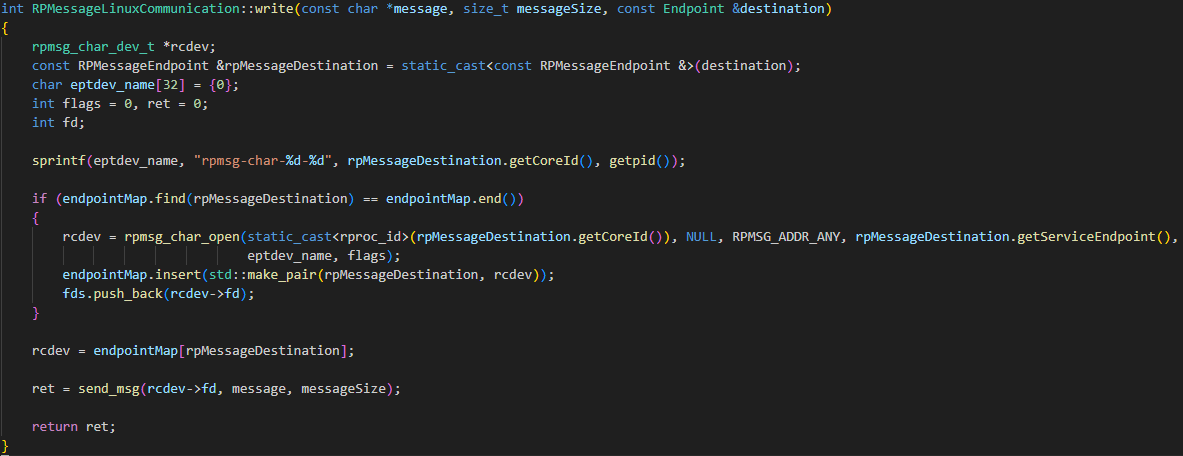 int RPMessageLinuxCommunication::write(const char *message, size_t messageSize, const Endpoint &destination)
{
    rpmsg_char_dev_t *rcdev;
    const RPMessageEndpoint &rpMessageDestination = static_cast<const RPMessageEndpoint &>(destination);
    char eptdev_name[32] = {0};
    int flags = 0, ret = 0;
    int fd;

    sprintf(eptdev_name, "rpmsg-char-%d-%d", rpMessageDestination.getCoreId(), getpid());

    if (endpointMap.find(rpMessageDestination) == endpointMap.end())
    {
        rcdev = rpmsg_char_open(static_cast<rproc_id>(rpMessageDestination.getCoreId()), NULL, RPMSG_ADDR_ANY, rpMessageDestination.getServiceEndpoint(),
                                eptdev_name, flags);
        endpointMap.insert(std::make_pair(rpMessageDestination, rcdev));
        fds.push_back(rcdev->fd);
    }

    rcdev = endpointMap[rpMessageDestination];

    ret = send_msg(rcdev->fd, message, messageSize);

    return ret;
}